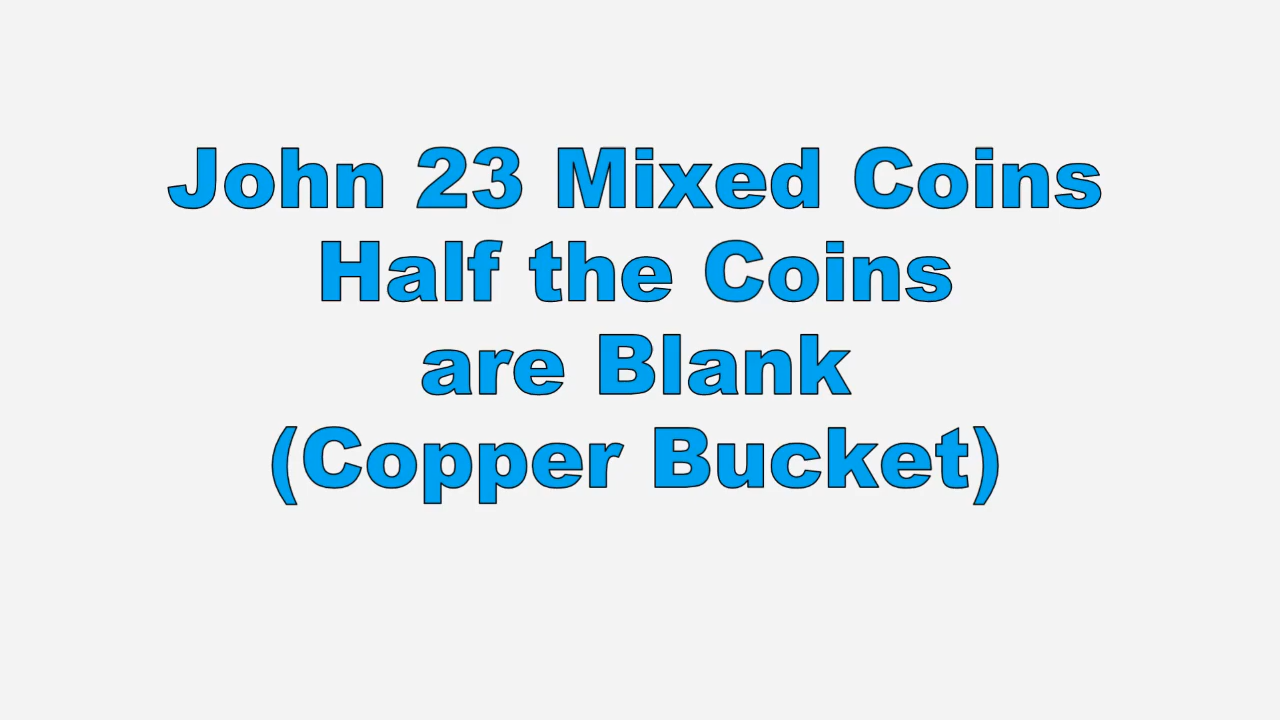 John 23 Mixed Coins
Half the Coins
are Blank
(Copper Bucket)